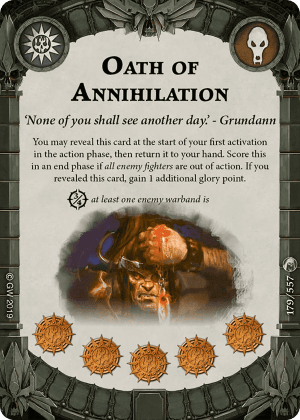 OATH OF
ANNIHILATION
‘None of you shall see another day.’ - Grundann
You may reveal this card at the start of your first activation
in the action phase, then return it to your hand. Score this
in an end phase if all enemy fighters are out of action. If you
revealed this card, gain 1 additional glory point.
at least one enemy warband is
© GW 2019
179/557